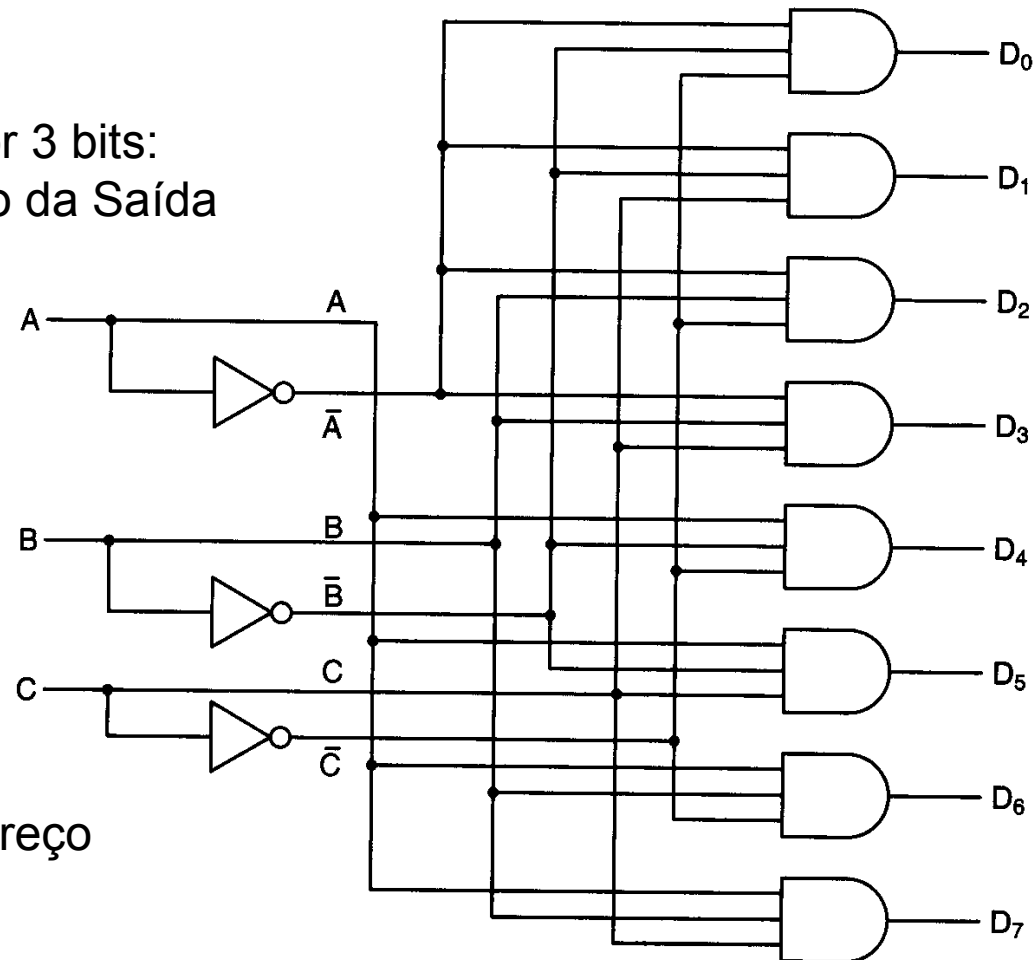 D₀
r 3 bits:
D₁
o da Saída
D₂
A A
A̅
D₃
B B
D₄
B̅
C C
D₅
C̅
D₆
reço
D₇